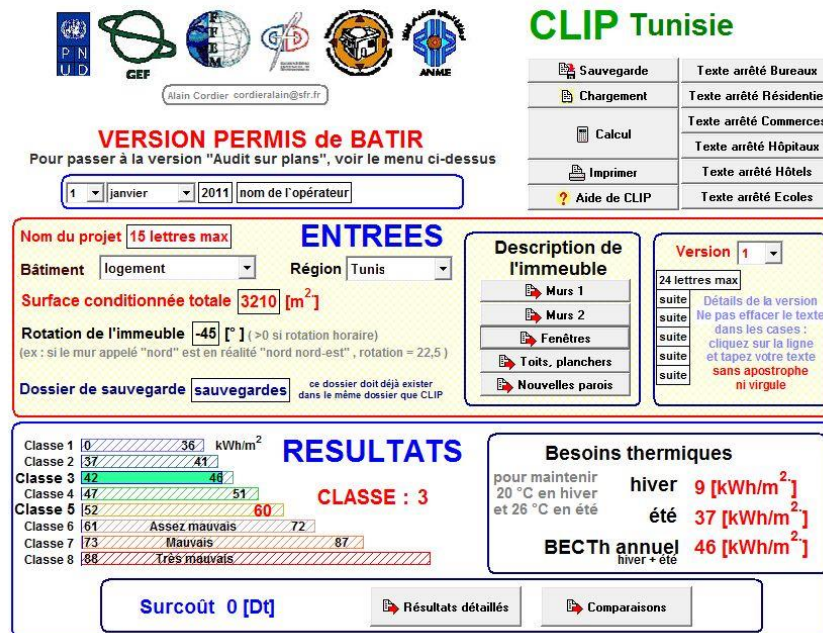 CLIP Tunisie
PNUD
GEF
FFEM
ANME
Alain Cordier cordieralain@sfr.fr
VERSION PERMIS de BATIR
Pour passer à la version "Audit sur plans", voir le menu ci-dessus
1 janvier 2011 nom de l`opérateur
Sauvegarde
Chargement
Calcul
Imprimer
? Aide de CLIP
Texte arrêté Bureaux
Texte arrêté Résidentie
Texte arrêté Commerces
Texte arrêté Hôpitaux
Texte arrêté Hôtels
Texte arrêté Ecoles
ENTREES
Nom du projet 15 lettres max
Bâtiment logement Région Tunis
Surface conditionnée totale 3210 [m²]
Rotation de l'immeuble -45 [°] ( >0 si rotation horaire)
(ex : si le mur appelé "nord" est en réalité "nord nord-est" , rotation = 22,5 )
Dossier de sauvegarde sauvegardes
ce dossier doit déjà exister
dans le même dossier que CLIP
Description de
l'immeuble
Murs 1
Murs 2
Fenêtres
Toits, planchers
Nouvelles parois
Version 1
24 lettres max
suite
suite
suite
suite
suite
Détails de la version
Ne pas effacer le texte
dans les cases :
cliquez sur la ligne
et tapez votre texte
sans apostrophe
ni virgule
RESULTATS
Classe 1 0 36 kWh/m²
Classe 2 37 41
Classe 3 42 46
Classe 4 47 51
Classe 5 52 60
Classe 6 61 Assez mauvais 72
Classe 7 73 Mauvais 87
Classe 8 88 Très mauvais
CLASSE : 3
Besoins thermiques
pour maintenir
20 °C en hiver
et 26 °C en été
hiver 9 [kWh/m²·]
été 37 [kWh/m²·]
BECTh annuel 46 [kWh/m²·]
hiver + été
Surcoût 0 [Dt]
Résultats détaillés
Comparaisons